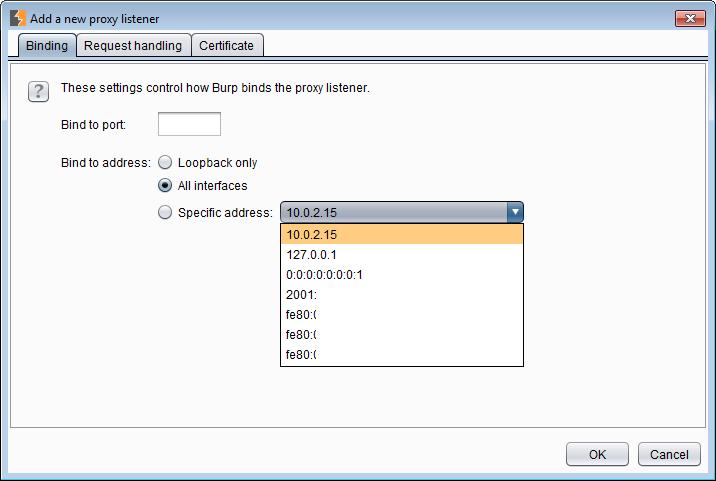 Add a new proxy listener
Binding
Request handling
Certificate
?
These settings control how Burp binds the proxy listener.
Bind to port:
Bind to address:
Loopback only
All interfaces
Specific address:
10.0.2.15
10.0.2.15
127.0.0.1
0:0:0:0:0:0:0:1
2001:
fe80:
fe80:
fe80:
OK
Cancel